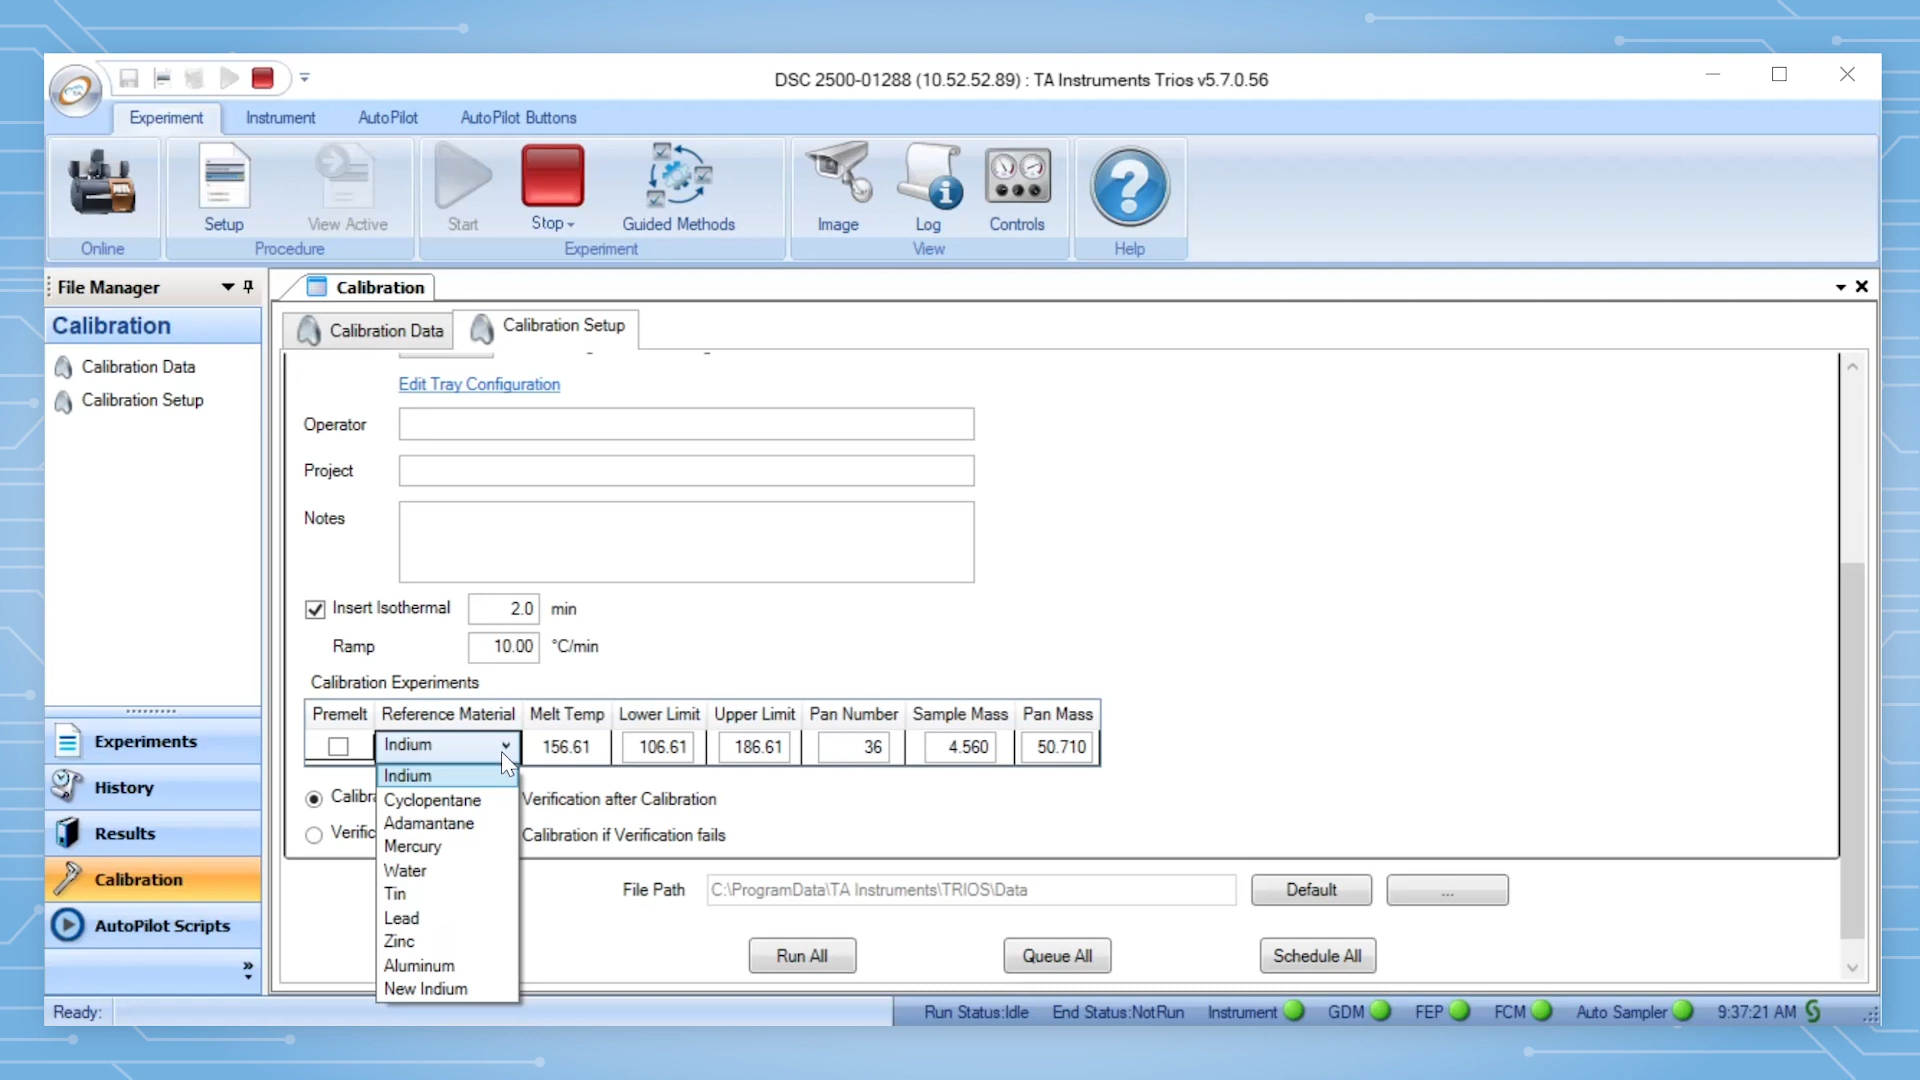 DSC 2500-01288 (10.52.52.89) : TA Instruments Trios v5.7.0.56
Experiment Instrument AutoPilot AutoPilot Buttons
Setup View Active Start Stop Guided Methods Image Log Controls
Online Procedure Experiment View Help
File Manager
Calibration
Calibration
Calibration Data
Calibration Setup
Calibration Data
Calibration Setup
Edit Tray Configuration
Operator
Project
Notes
Insert Isothermal 2.0 min
Ramp 10.00 °C/min
Calibration Experiments
Premelt Reference Material Melt Temp Lower Limit Upper Limit Pan Number Sample Mass Pan Mass
Indium 156.61 106.61 186.61 36 4.560 50.710
Indium
Cyclopentane
Adamantane
Mercury
Water
Tin
Lead
Zinc
Aluminum
New Indium
Verification after Calibration
Calibration if Verification fails
File Path C:\ProgramData\TA Instruments\TRIOS\Data Default ...
Run All Queue All Schedule All
Experiments
History
Results
Calibration
AutoPilot Scripts
Ready: Run Status:Idle End Status:NotRun Instrument GDM FEP FCM Auto Sampler 9:37:21 AM